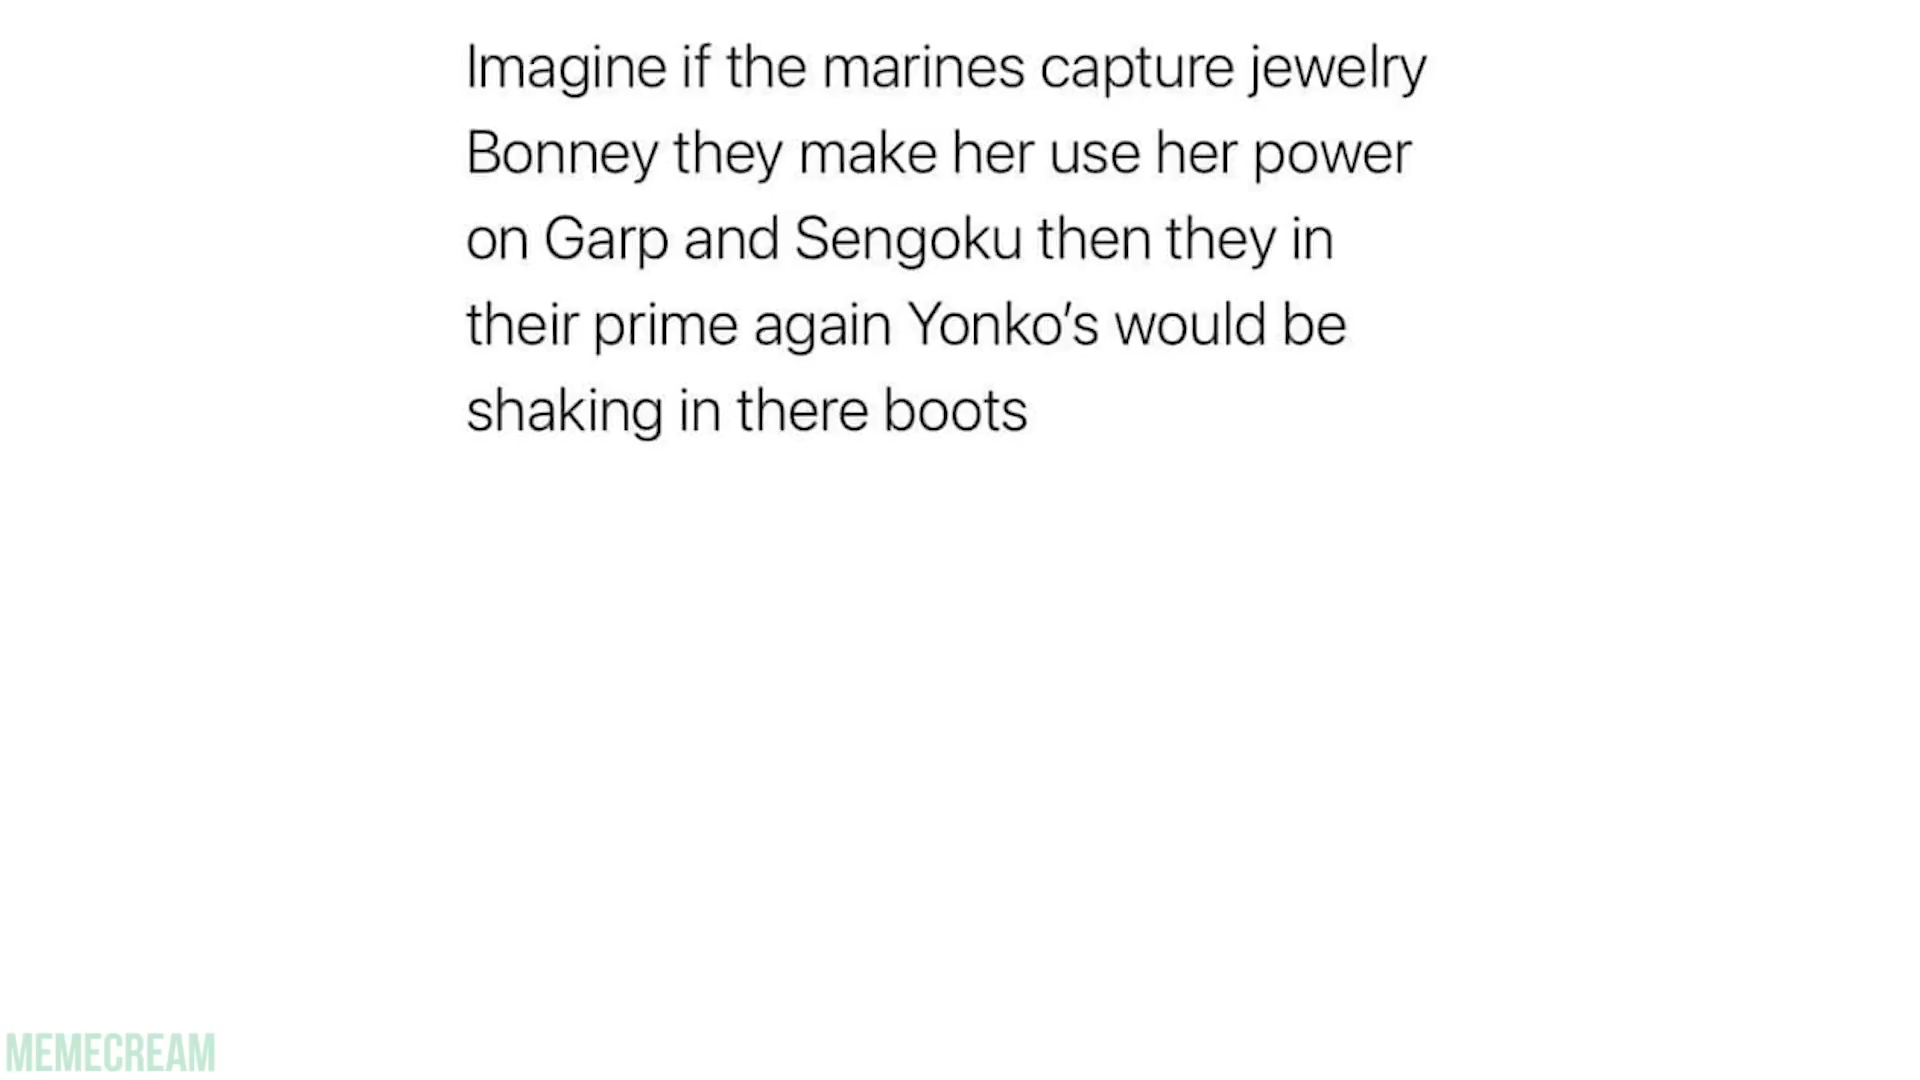 Imagine if the marines capture jewelry
Bonney they make her use her power
on Garp and Sengoku then they in
their prime again Yonko’s would be
shaking in there boots
MEMECREAM